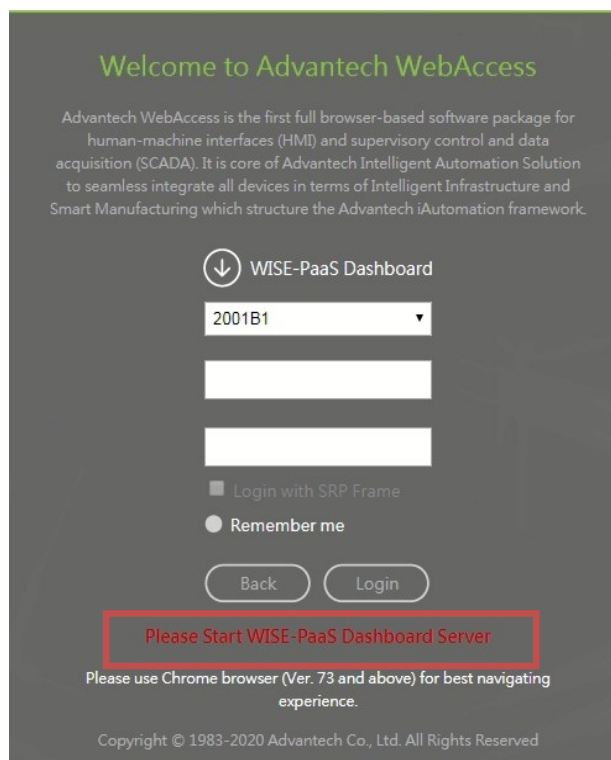 Welcome to Advantech WebAccess
Advantech WebAccess is the first full browser-based software package for
human-machine interfaces (HMI) and supervisory control and data
acquisition (SCADA). It is core of Advantech Intelligent Automation Solution
to seamless integrate all devices in terms of Intelligent Infrastructure and
Smart Manufacturing which structure the Advantech iAutomation framework.
WISE-PaaS Dashboard
2001B1
Login with SRP Frame
Remember me
Back Login
Please Start WISE-PaaS Dashboard Server
Please use Chrome browser (Ver. 73 and above) for best navigating
experience.
Copyright © 1983-2020 Advantech Co., Ltd. All Rights Reserved